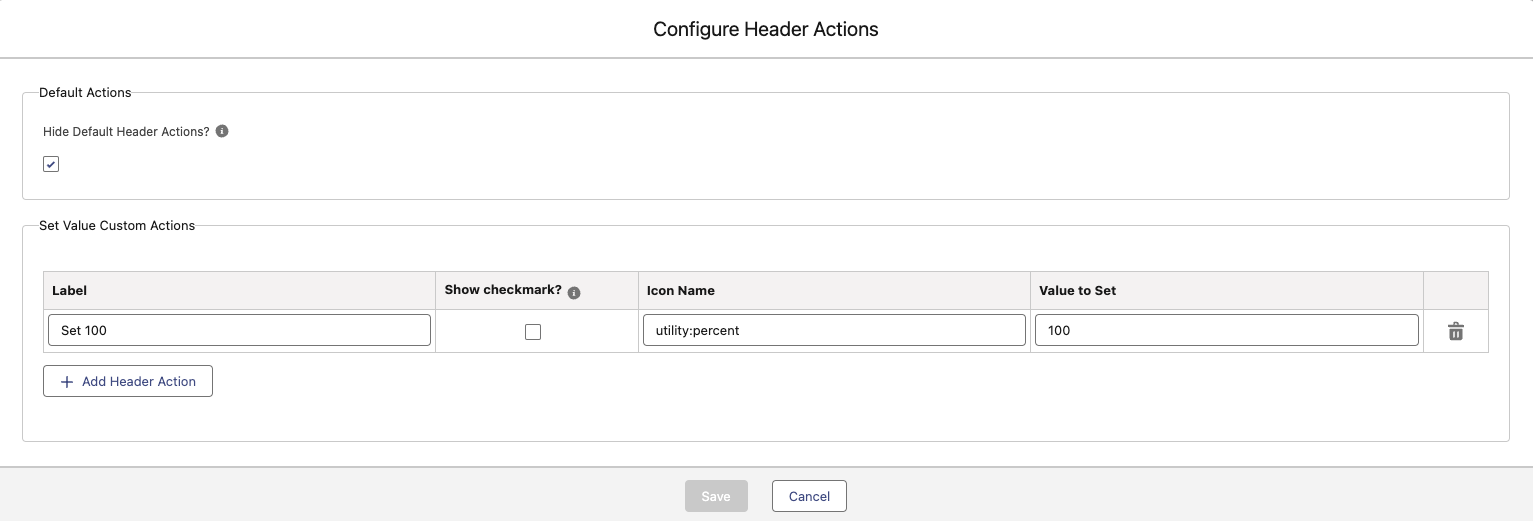 Configure Header Actions
Default Actions
Hide Default Header Actions?
Set Value Custom Actions
Label Show checkmark? Icon Name Value to Set
Set 100 utility:percent 100
+ Add Header Action
Save Cancel